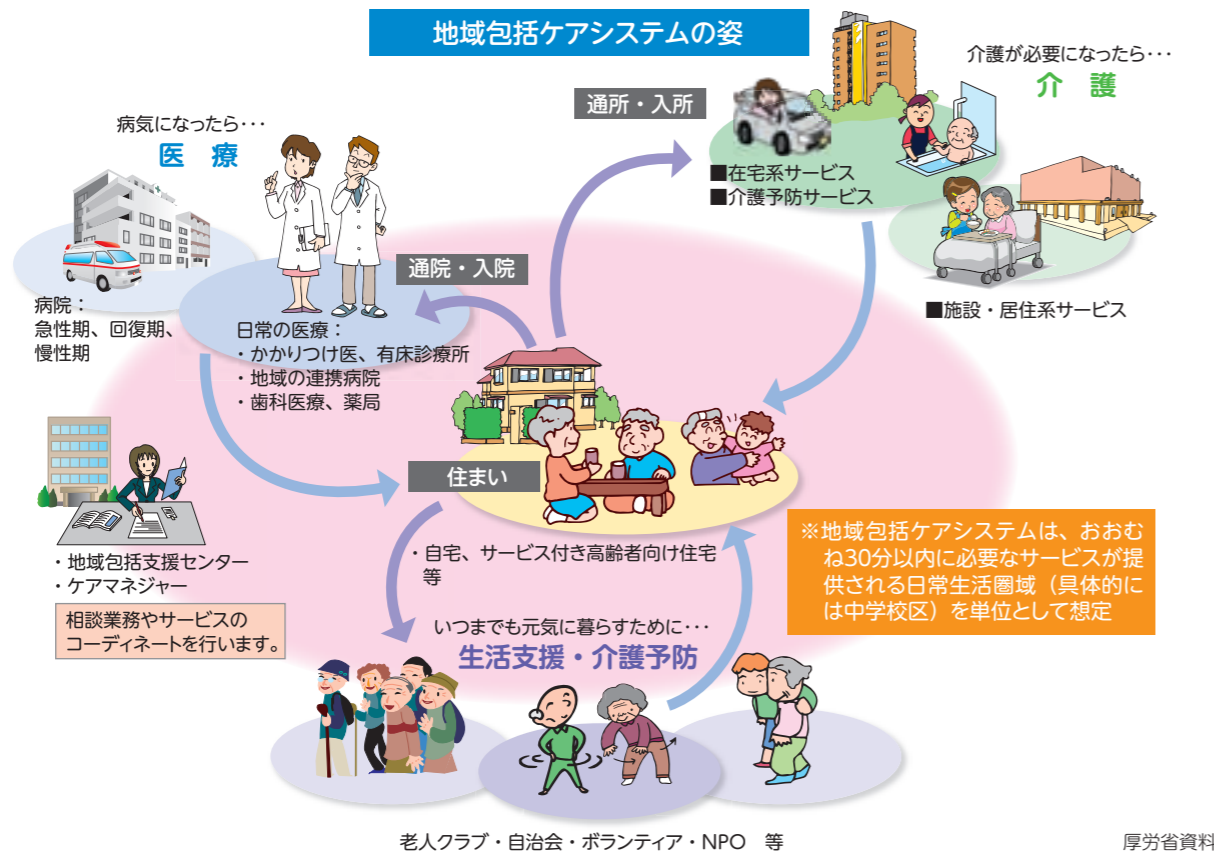 地域包括ケアシステムの姿
病気になったら･･･
医 療
通所・入所
介護が必要になったら･･･
介 護
■在宅系サービス
■介護予防サービス
■施設・居住系サービス
通院・入院
病院：
急性期、回復期、
慢性期
日常の医療：
・かかりつけ医、有床診療所
・地域の連携病院
・歯科医療、薬局
住まい
・自宅、サービス付き高齢者向け住宅
等
・地域包括支援センター
・ケアマネジャー
相談業務やサービスの
コーディネートを行います。
※地域包括ケアシステムは、おおむ
ね30分以内に必要なサービスが提
供される日常生活圏域（具体的に
は中学校区）を単位として想定
いつまでも元気に暮らすために･･･
生活支援・介護予防
老人クラブ・自治会・ボランティア・NPO 等
厚労省資料